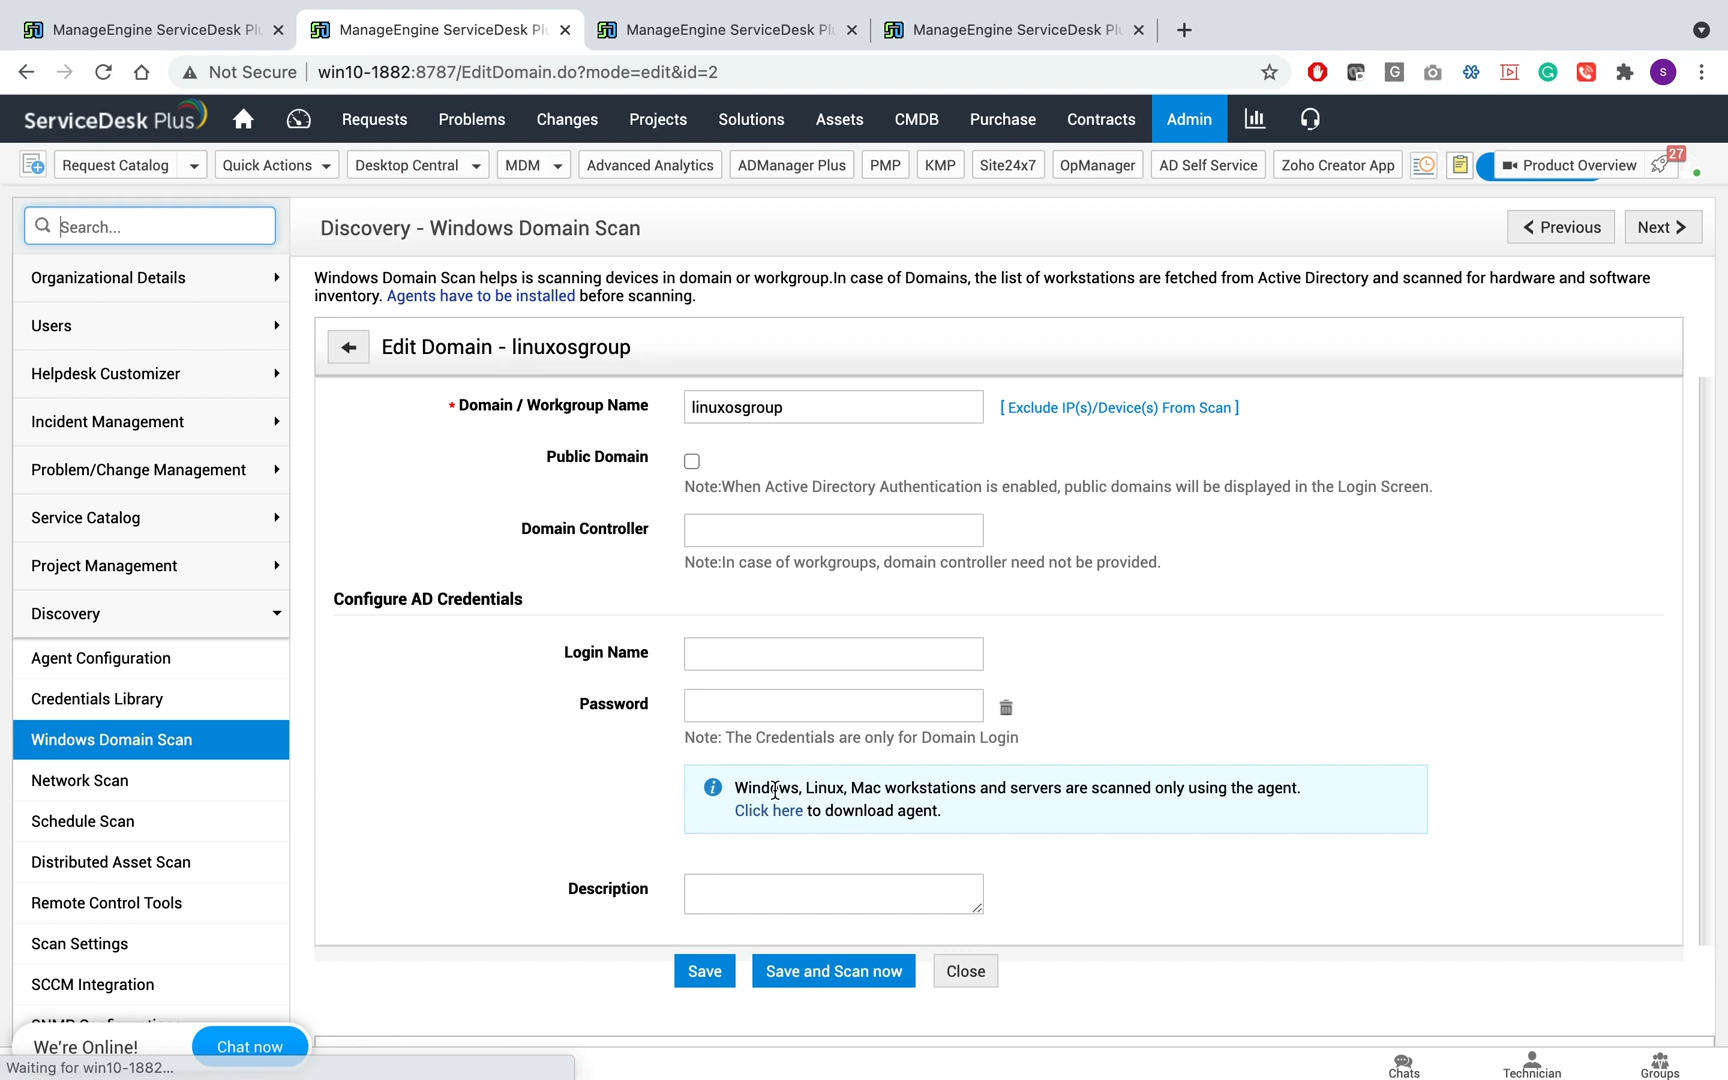 ManageEngine ServiceDesk Pl
ManageEngine ServiceDesk Pl
ManageEngine ServiceDesk Pl
ManageEngine ServiceDesk Pl
Not Secure
win10-1882:8787/EditDomain.do?mode=edit&id=2
ServiceDesk Plus
Requests
Problems
Changes
Projects
Solutions
Assets
CMDB
Purchase
Contracts
Admin
Request Catalog
Quick Actions
Desktop Central
MDM
Advanced Analytics
ADManager Plus
PMP
KMP
Site24x7
OpManager
AD Self Service
Zoho Creator App
Product Overview
27
Search...
Organizational Details
Users
Helpdesk Customizer
Incident Management
Problem/Change Management
Service Catalog
Project Management
Discovery
Agent Configuration
Credentials Library
Windows Domain Scan
Network Scan
Schedule Scan
Distributed Asset Scan
Remote Control Tools
Scan Settings
SCCM Integration
Discovery - Windows Domain Scan
Previous
Next
Windows Domain Scan helps is scanning devices in domain or workgroup.In case of Domains, the list of workstations are fetched from Active Directory and scanned for hardware and software
inventory. Agents have to be installed before scanning.
Edit Domain - linuxosgroup
* Domain / Workgroup Name
linuxosgroup
[ Exclude IP(s)/Device(s) From Scan ]
Public Domain
Note:When Active Directory Authentication is enabled, public domains will be displayed in the Login Screen.
Domain Controller
Note:In case of workgroups, domain controller need not be provided.
Configure AD Credentials
Login Name
Password
Note: The Credentials are only for Domain Login
Windows, Linux, Mac workstations and servers are scanned only using the agent.
Click here to download agent.
Description
Save
Save and Scan now
Close
We're Online!
Chat now
Waiting for win10-1882...
Chats
Technician
Groups